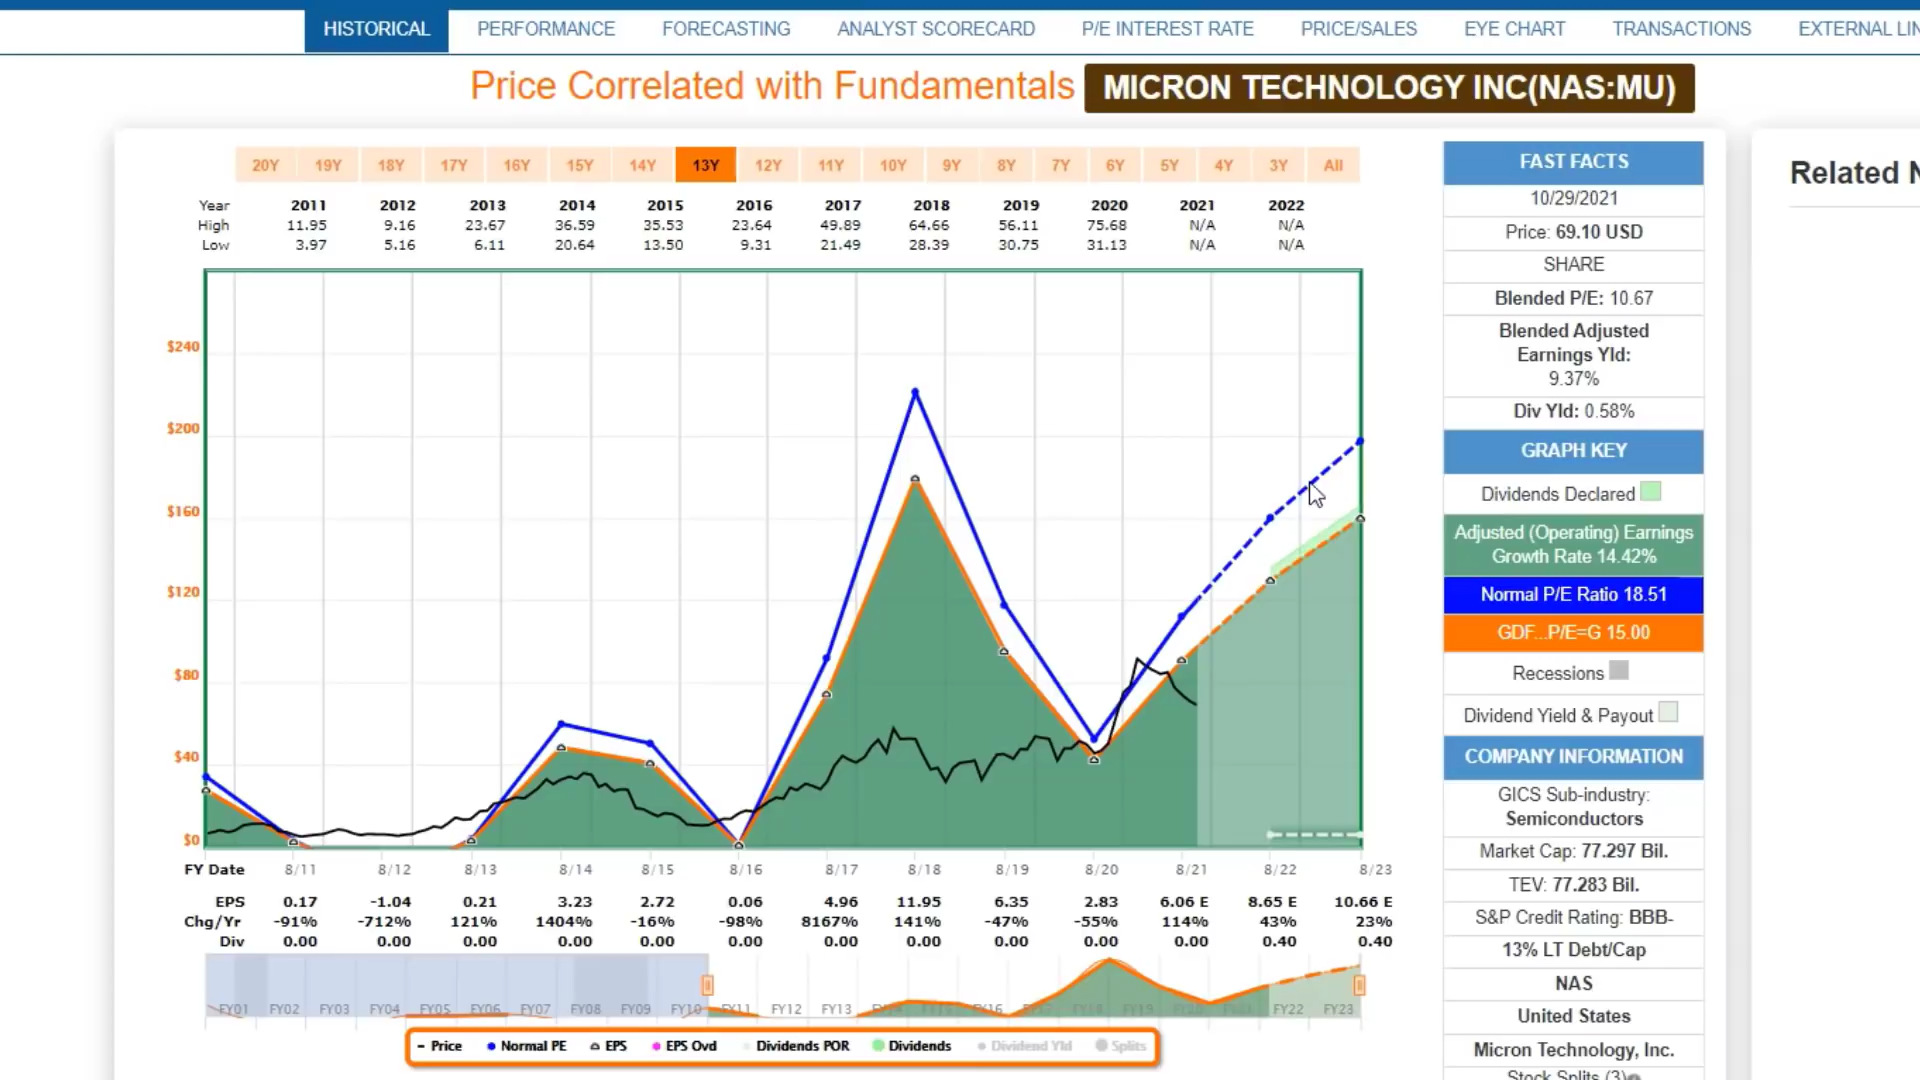 HISTORICAL PERFORMANCE FORECASTING ANALYST SCORECARD P/E INTEREST RATE PRICE/SALES EYE CHART TRANSACTIONS EXTERNAL LIN
Price Correlated with Fundamentals MICRON TECHNOLOGY INC(NAS:MU)
20Y 19Y 18Y 17Y 16Y 15Y 14Y 13Y 12Y 11Y 10Y 9Y 8Y 7Y 6Y 5Y 4Y 3Y All
Year 2011 2012 2013 2014 2015 2016 2017 2018 2019 2020 2021 2022
High 11.95 9.16 23.67 36.59 35.53 23.64 49.89 64.66 56.11 75.68 N/A N/A
Low 3.97 5.16 6.11 20.64 13.50 9.31 21.49 28.39 30.75 31.13 N/A N/A
$240
$200
$160
$120
$80
$40
$0
FY Date 8/11 8/12 8/13 8/14 8/15 8/16 8/17 8/18 8/19 8/20 8/21 8/22 8/23
EPS 0.17 -1.04 0.21 3.23 2.72 0.06 4.96 11.95 6.35 2.83 6.06 E 8.65 E 10.66 E
Chg/Yr -91% -712% 121% 1404% -16% -98% 8167% 141% -47% -55% 114% 43% 23%
Div 0.00 0.00 0.00 0.00 0.00 0.00 0.00 0.00 0.00 0.00 0.00 0.40 0.40
FY01 FY02 FY03 FY04 FY05 FY06 FY07 FY08 FY09 FY10 FY11 FY12 FY13 FY16 FY22 FY23
Price Normal PE EPS EPS Ovd Dividends POR Dividends Dividend Yld Splits
FAST FACTS
10/29/2021
Price: 69.10 USD
SHARE
Blended P/E: 10.67
Blended Adjusted
Earnings Yld:
9.37%
Div Yld: 0.58%
GRAPH KEY
Dividends Declared
Adjusted (Operating) Earnings
Growth Rate 14.42%
Normal P/E Ratio 18.51
GDF...P/E=G 15.00
Recessions
Dividend Yield & Payout
COMPANY INFORMATION
GICS Sub-industry:
Semiconductors
Market Cap: 77.297 Bil.
TEV: 77.283 Bil.
S&P Credit Rating: BBB-
13% LT Debt/Cap
NAS
United States
Micron Technology, Inc.
Stock Splits (3)
Related N